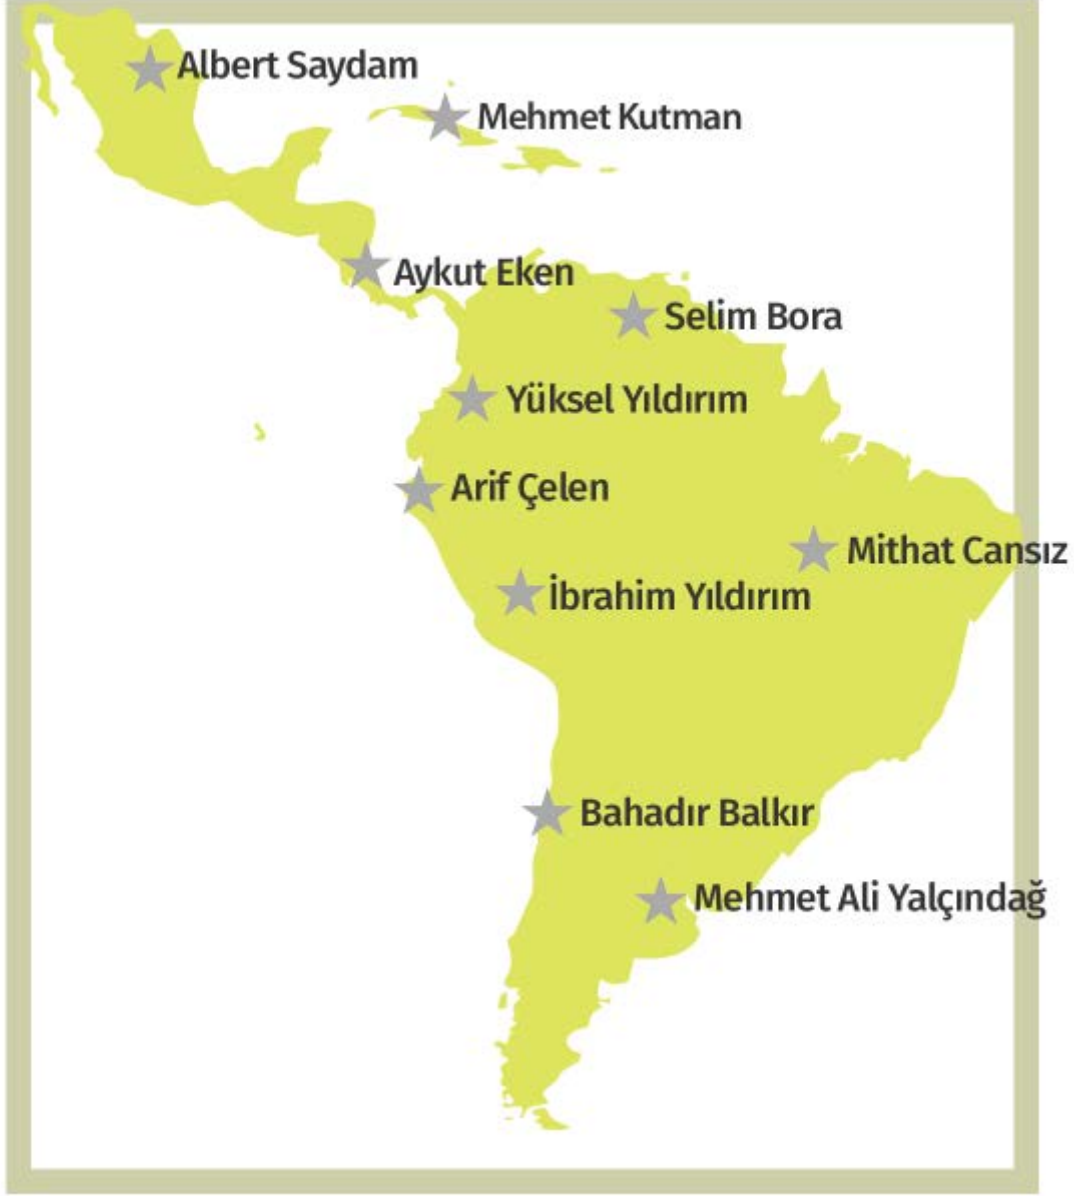 Albert Saydam
Mehmet Kutman
Aykut Eken
Selim Bora
Yüksel Yıldırım
Arif Çelen
Mithat Cansız
İbrahim Yıldırım
Bahadır Balkır
Mehmet Ali Yalçındağ